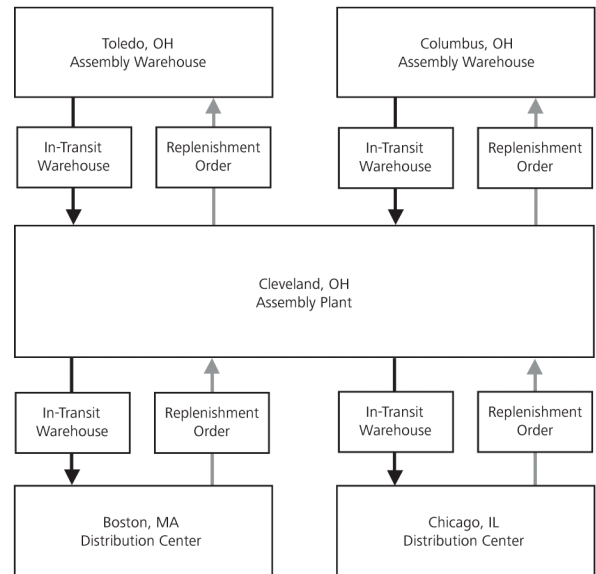 Toledo, OH
Assembly Warehouse
Columbus, OH
Assembly Warehouse
In-Transit
Warehouse
Replenishment
Order
In-Transit
Warehouse
Replenishment
Order
Cleveland, OH
Assembly Plant
In-Transit
Warehouse
Replenishment
Order
In-Transit
Warehouse
Replenishment
Order
Boston, MA
Distribution Center
Chicago, IL
Distribution Center